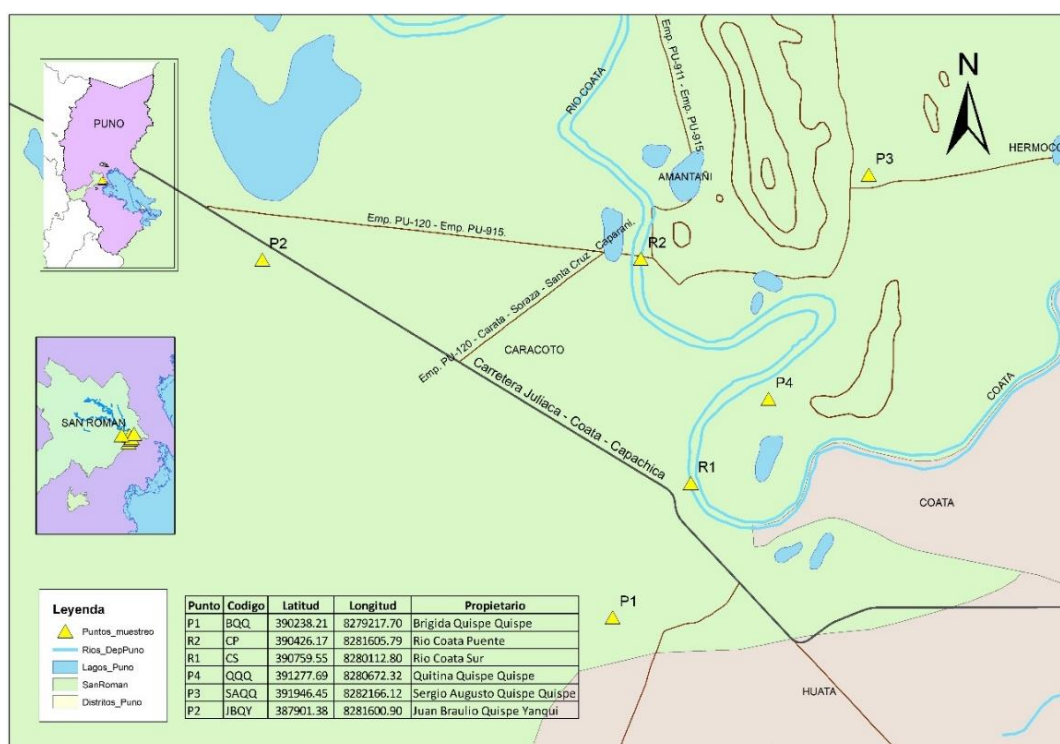 RIO COATA
Emp. PU-911 - Emp. PU-915.
N
PUNO
P3
HERMOCO
AMANTAÑI
Emp. PU-120 - Emp. PU-915.
P2
R2
Emp. PU-120 - Carata - Soraza - Santa Cruz - Caparani.
CARACOTO
Carretera Juliaca - Coata - Capachica
P4
COATA
SAN ROMAN
R1
COATA
P1
HUATA
Leyenda
Puntos_muestreo
Rios_DepPuno
Lagos_Puno
SanRoman
Distritos_Puno
Punto Codigo Latitud Longitud Propietario
P1 BQQ 390238.21 8279217.70 Brigida Quispe Quispe
R2 CP 390426.17 8281605.79 Rio Coata Puente
R1 CS 390759.55 8280112.80 Rio Coata Sur
P4 QQQ 391277.69 8280672.32 Quitina Quispe Quispe
P3 SAQQ 391946.45 8282166.12 Sergio Augusto Quispe Quispe
P2 JBQY 387901.38 8281600.90 Juan Braulio Quispe Yanqui